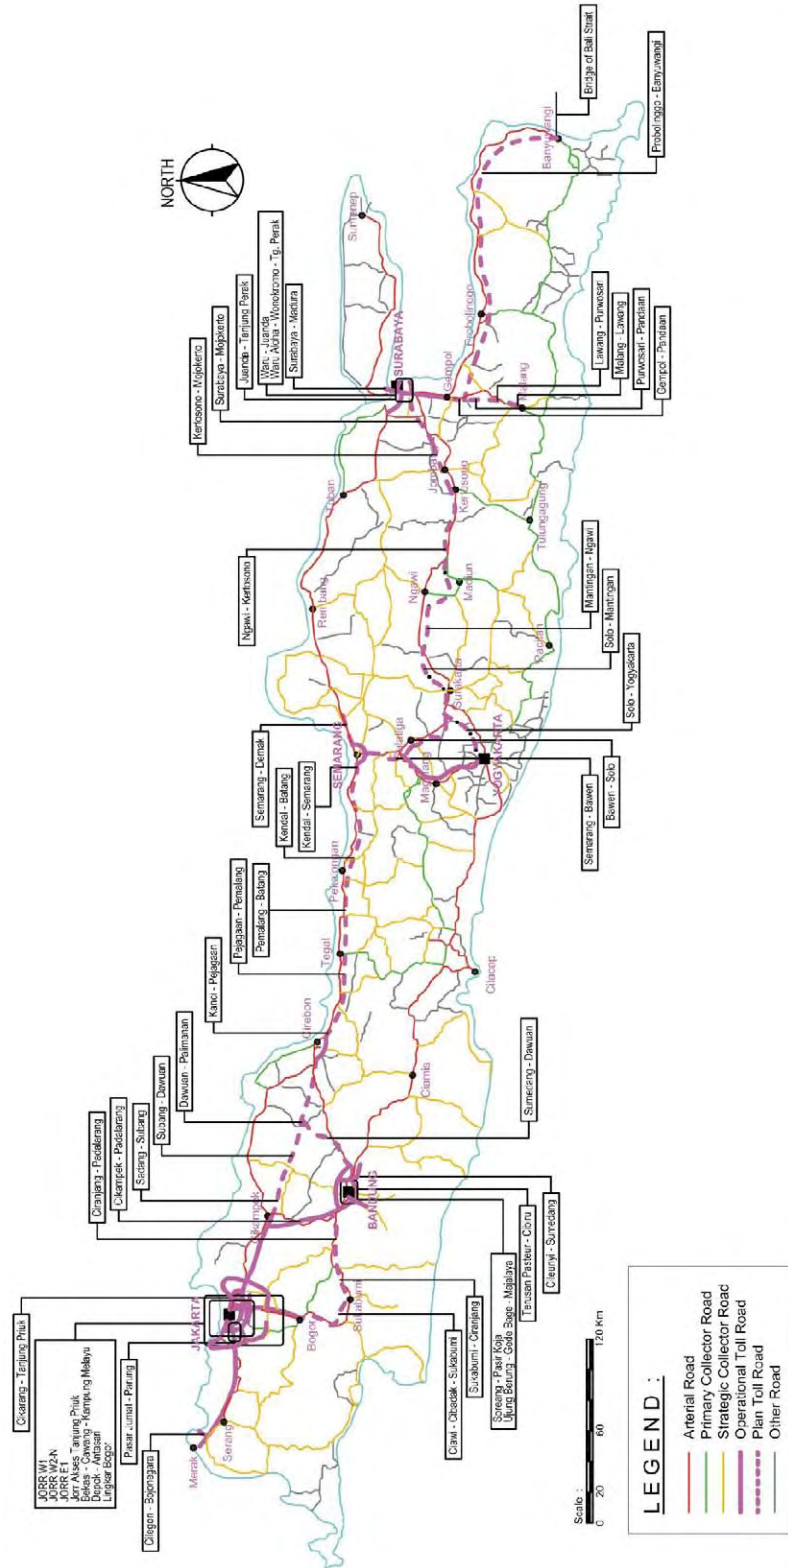 NORTH
Cikarang - Tanjung Priuk
JORR W1
JORR W2-N
JORR E1
Jorr Akses Tanjung Priuk
Bekasi - Cawang - Kampung Melayu
Depok - Antasari
Lingkar Bogor
Pasar Jumat - Parung
Cilegon - Bojonegara
Ciranjang - Padalarang
Cikampek - Padalarang
Sadang - Subang
Subang - Dawuan
Dawuan - Palimanan
Kanci - Pejagaan
Pejagaan - Pemalang
Pemalang - Batang
Kendal - Batang
Kendal - Semarang
Semarang - Demak
Ngawi - Kertosono
Kertosono - Mojokerto
Surabaya - Mojokerto
Juanda - Tanjung Perak
Waru - Juanda
Waru Aloha - Wonokromo - Tg. Perak
Surabaya - Madura
Bridge of Bali Strait
Probolinggo - Banyuwangi
Lawang - Purwosari
Malang - Lawang
Purwosari - Pandaan
Gempol - Pandaan
Mantingan - Ngawi
Solo - Mantingan
Solo - Yogyakarta
Bawen - Solo
Semarang - Bawen
Sumedang - Dawuan
Cileunyi - Sumedang
Terusan Pasteur - Cibiru
Soreang - Pasir Koja
Ujung Berung - Gede Bage - Majalaya
Sukabumi - Ciranjang
Ciawi - Cibadak - Sukabumi
Merak
Serang
JAKARTA
Bogor
Sukabumi
Cikampek
BANDUNG
Cirebon
Ciamis
Tegal
Cilacap
Pekalongan
SEMARANG
Salatiga
Magelang
YOGYAKARTA
Surakarta
Rembang
Ngawi
Madiun
Pacitan
Tuban
Jombang
Kertosono
Tulungagung
SURABAYA
Gempol
Malang
Sumenep
Probolinggo
Banyuwangi
Scale :
0 20 60 120 Km
LEGEND :
Arterial Road
Primary Collector Road
Strategic Collector Road
Operational Toll Road
Plan Toll Road
Other Road